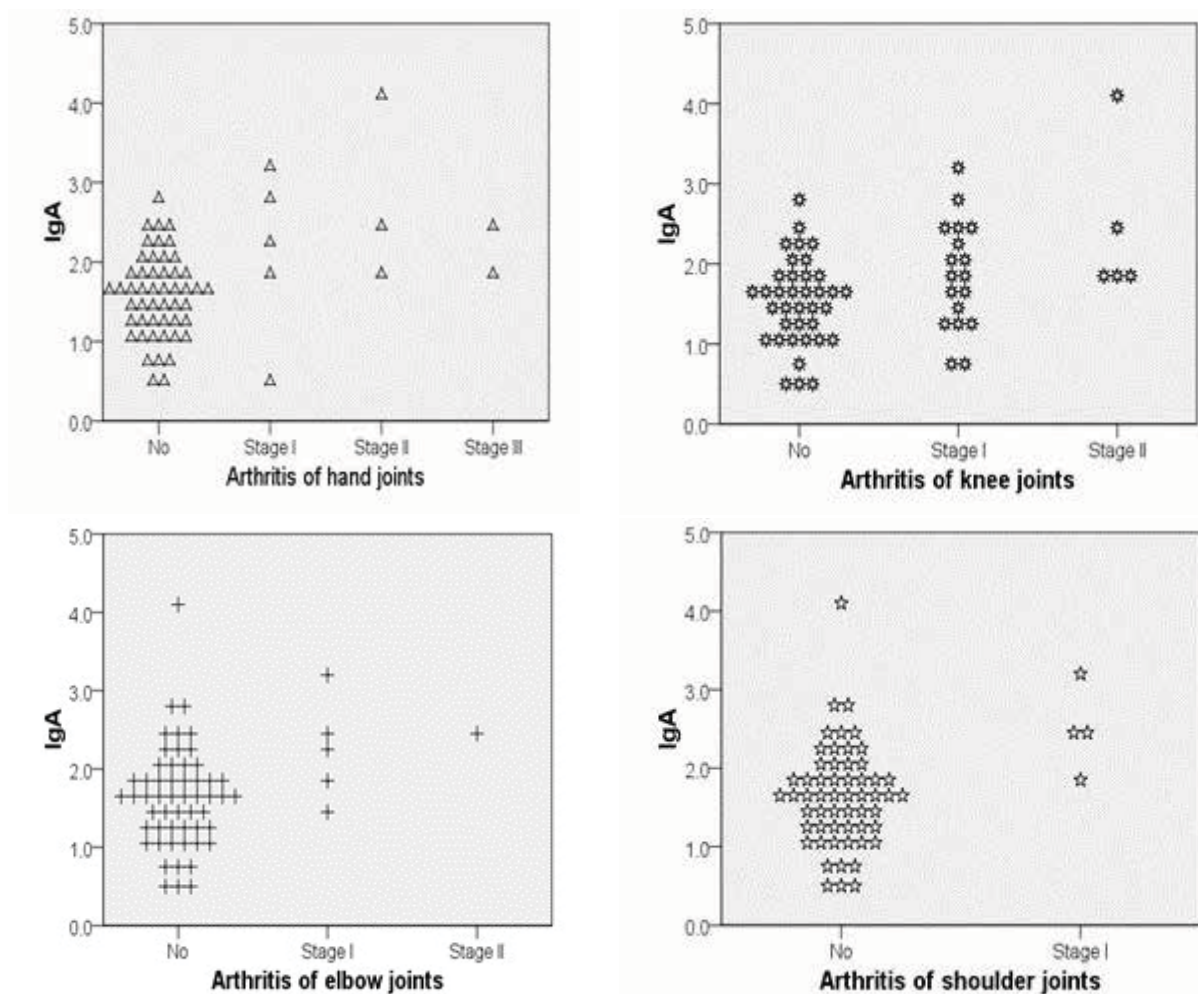 5.0
4.0
3.0
2.0
1.0
0.0
IgA
No Stage I Stage II Stage III
Arthritis of hand joints
5.0
4.0
3.0
2.0
1.0
0.0
IgA
No Stage I Stage II
Arthritis of knee joints
5.0
4.0
3.0
2.0
1.0
0.0
IgA
No Stage I Stage II
Arthritis of elbow joints
5.0
4.0
3.0
2.0
1.0
0.0
IgA
No Stage I
Arthritis of shoulder joints